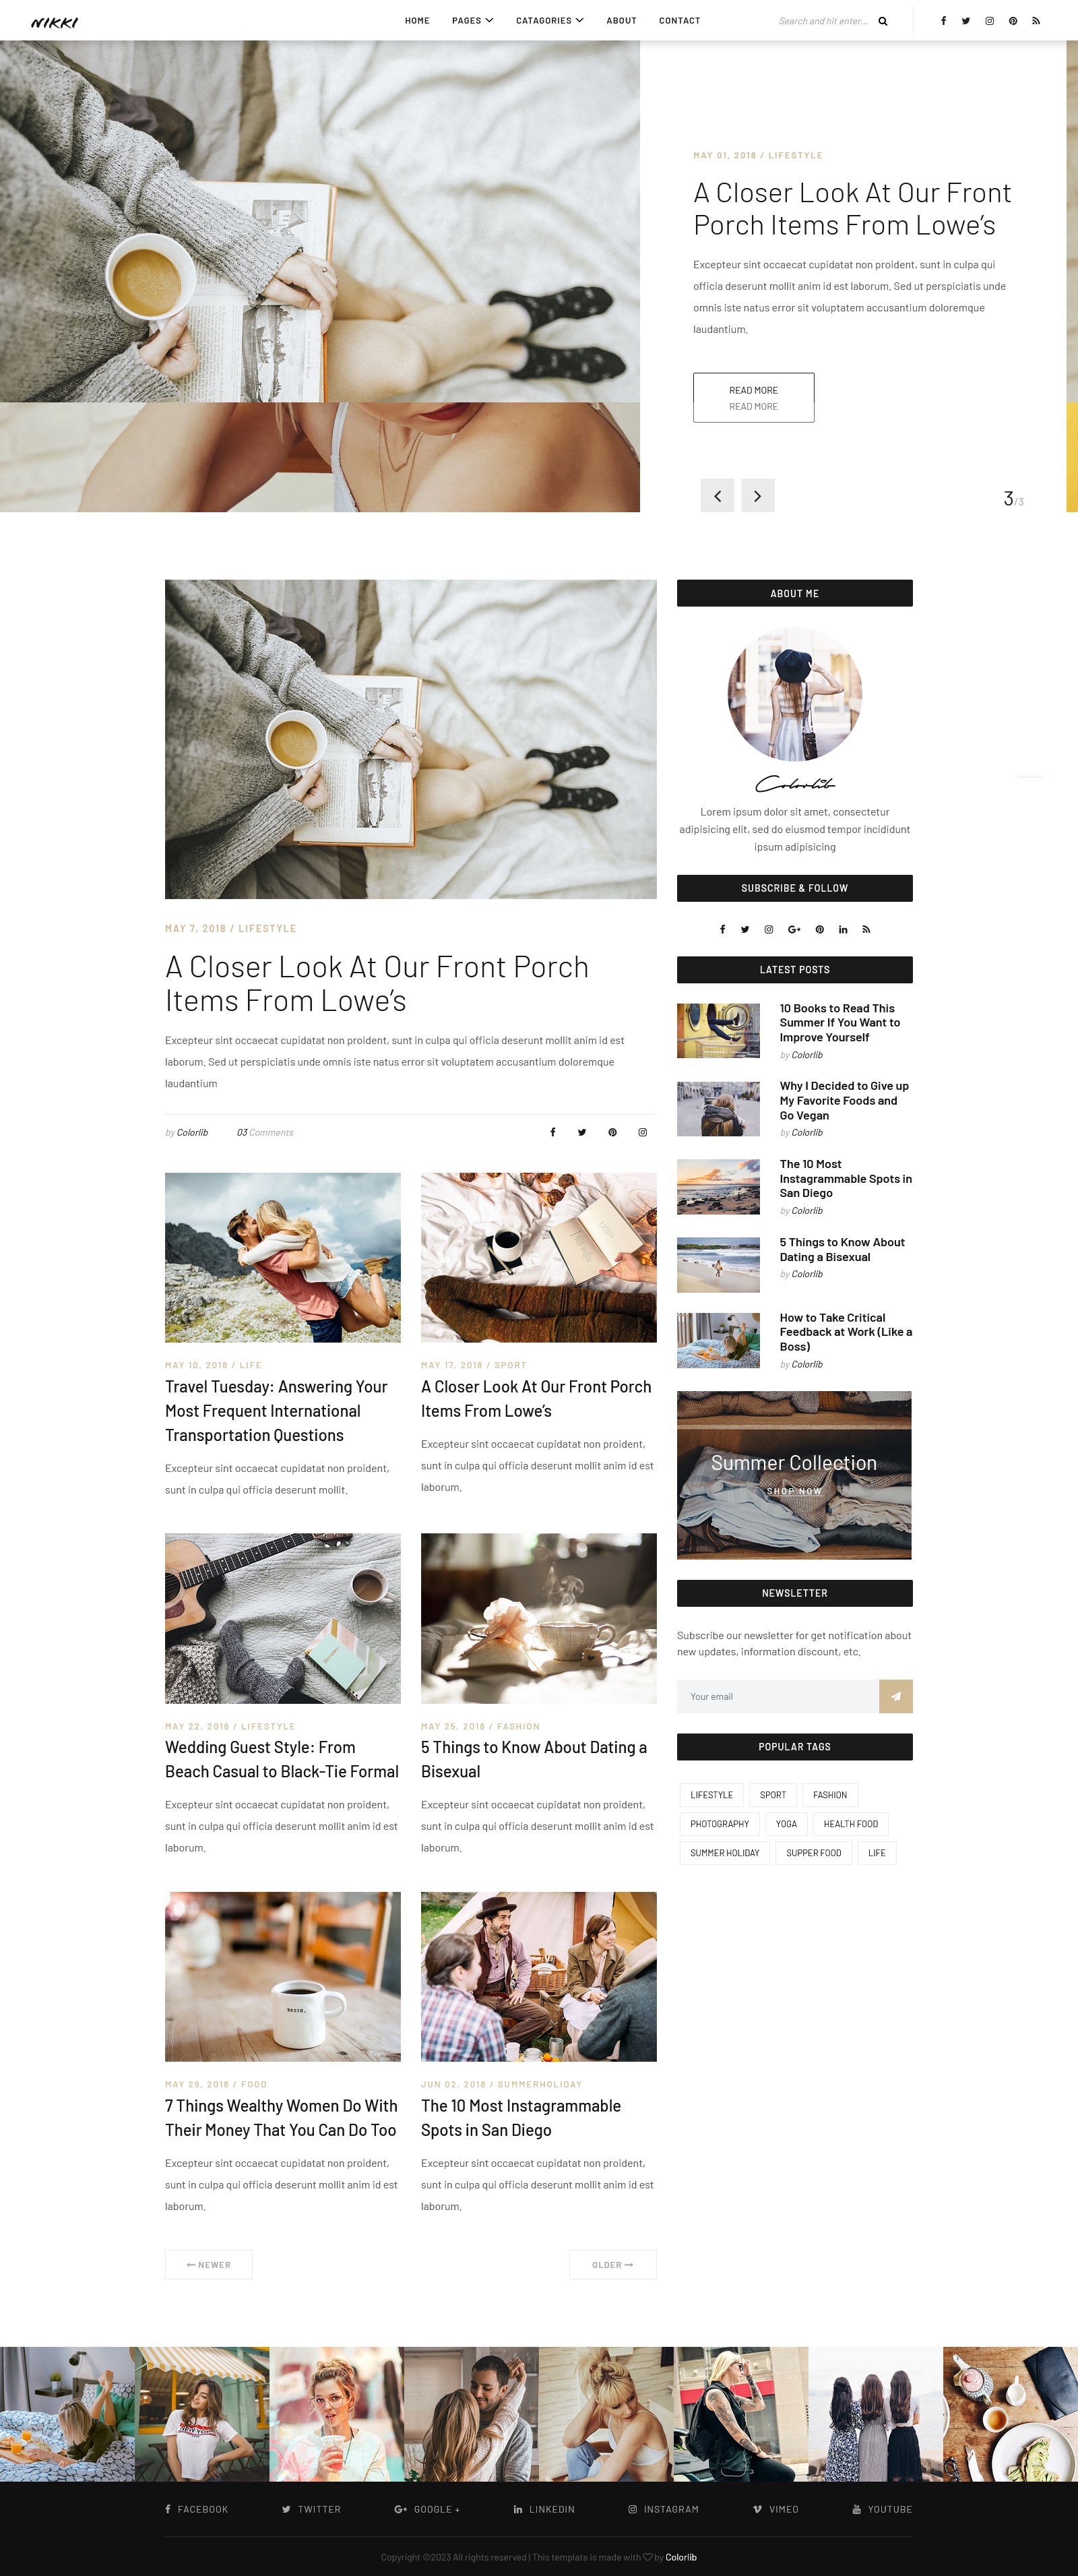 NIKKI
HOME PAGES CATAGORIES ABOUT CONTACT
Search and hit enter...
MAY 01, 2018 / LIFESTYLE
A Closer Look At Our Front
Porch Items From Lowe's
Excepteur sint occaecat cupidatat non proident, sunt in culpa qui
officia deserunt mollit anim id est laborum. Sed ut perspiciatis unde
omnis iste natus error sit voluptatem accusantium doloremque
laudantium.
READ MORE
READ MORE
3/3
MAY 7, 2018 / LIFESTYLE
A Closer Look At Our Front Porch
Items From Lowe's
Excepteur sint occaecat cupidatat non proident, sunt in culpa qui officia deserunt mollit anim id est
laborum. Sed ut perspiciatis unde omnis iste natus error sit voluptatem accusantium doloremque
laudantium
by Colorlib 03 Comments
MAY 10, 2018 / LIFE
Travel Tuesday: Answering Your
Most Frequent International
Transportation Questions
Excepteur sint occaecat cupidatat non proident,
sunt in culpa qui officia deserunt mollit.
MAY 17, 2018 / SPORT
A Closer Look At Our Front Porch
Items From Lowe's
Excepteur sint occaecat cupidatat non proident,
sunt in culpa qui officia deserunt mollit anim id est
laborum.
MAY 22, 2018 / LIFESTYLE
Wedding Guest Style: From
Beach Casual to Black-Tie Formal
Excepteur sint occaecat cupidatat non proident,
sunt in culpa qui officia deserunt mollit anim id est
laborum.
MAY 25, 2018 / FASHION
5 Things to Know About Dating a
Bisexual
Excepteur sint occaecat cupidatat non proident,
sunt in culpa qui officia deserunt mollit anim id est
laborum.
BEGIN.
MAY 29, 2018 / FOOD
7 Things Wealthy Women Do With
Their Money That You Can Do Too
Excepteur sint occaecat cupidatat non proident,
sunt in culpa qui officia deserunt mollit anim id est
laborum.
JUN 02, 2018 / SUMMERHOLIDAY
The 10 Most Instagrammable
Spots in San Diego
Excepteur sint occaecat cupidatat non proident,
sunt in culpa qui officia deserunt mollit anim id est
laborum.
NEWER
OLDER
ABOUT ME
Colorlib
Lorem ipsum dolor sit amet, consectetur
adipisicing elit, sed do eiusmod tempor incididunt
ipsum adipisicing
SUBSCRIBE & FOLLOW
LATEST POSTS
10 Books to Read This
Summer If You Want to
Improve Yourself
by Colorlib
Why I Decided to Give up
My Favorite Foods and
Go Vegan
by Colorlib
The 10 Most
Instagrammable Spots in
San Diego
by Colorlib
5 Things to Know About
Dating a Bisexual
by Colorlib
How to Take Critical
Feedback at Work (Like a
Boss)
by Colorlib
Summer Collection
SHOP NOW
NEWSLETTER
Subscribe our newsletter for get notification about
new updates, information discount, etc.
Your email
POPULAR TAGS
LIFESTYLE SPORT FASHION
PHOTOGRAPHY YOGA HEALTH FOOD
SUMMER HOLIDAY SUPPER FOOD LIFE
FACEBOOK TWITTER GOOGLE + LINKEDIN INSTAGRAM VIMEO YOUTUBE
Copyright ©2023 All rights reserved | This template is made with by Colorlib